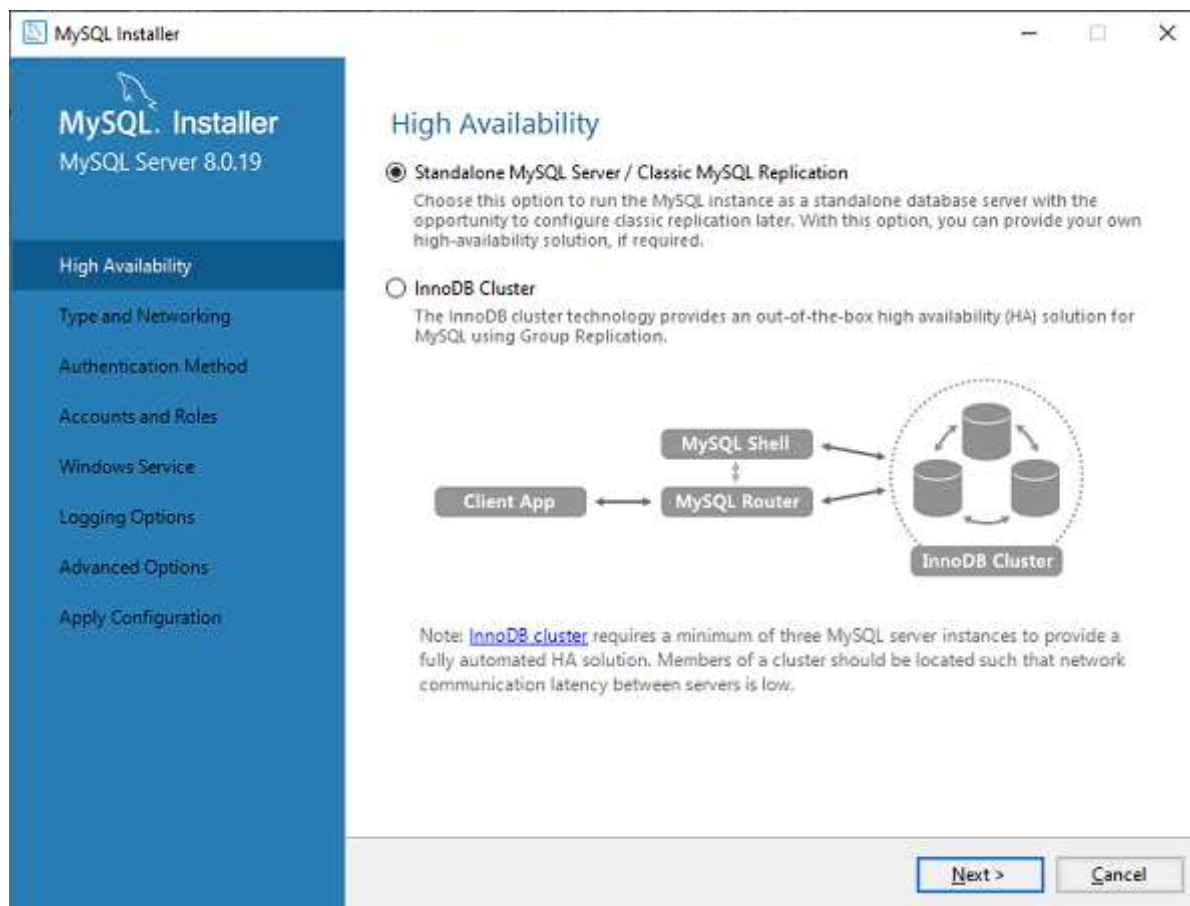 MySQL Installer
MySQL. Installer
MySQL Server 8.0.19
High Availability
Type and Networking
Authentication Method
Accounts and Roles
Windows Service
Logging Options
Advanced Options
Apply Configuration
High Availability
Standalone MySQL Server / Classic MySQL Replication
Choose this option to run the MySQL instance as a standalone database server with the
opportunity to configure classic replication later. With this option, you can provide your own
high-availability solution, if required.
InnoDB Cluster
The InnoDB cluster technology provides an out-of-the-box high availability (HA) solution for
MySQL using Group Replication.
MySQL Shell
Client App
MySQL Router
InnoDB Cluster
Note: InnoDB cluster requires a minimum of three MySQL server instances to provide a
fully automated HA solution. Members of a cluster should be located such that network
communication latency between servers is low.
Next >
Cancel